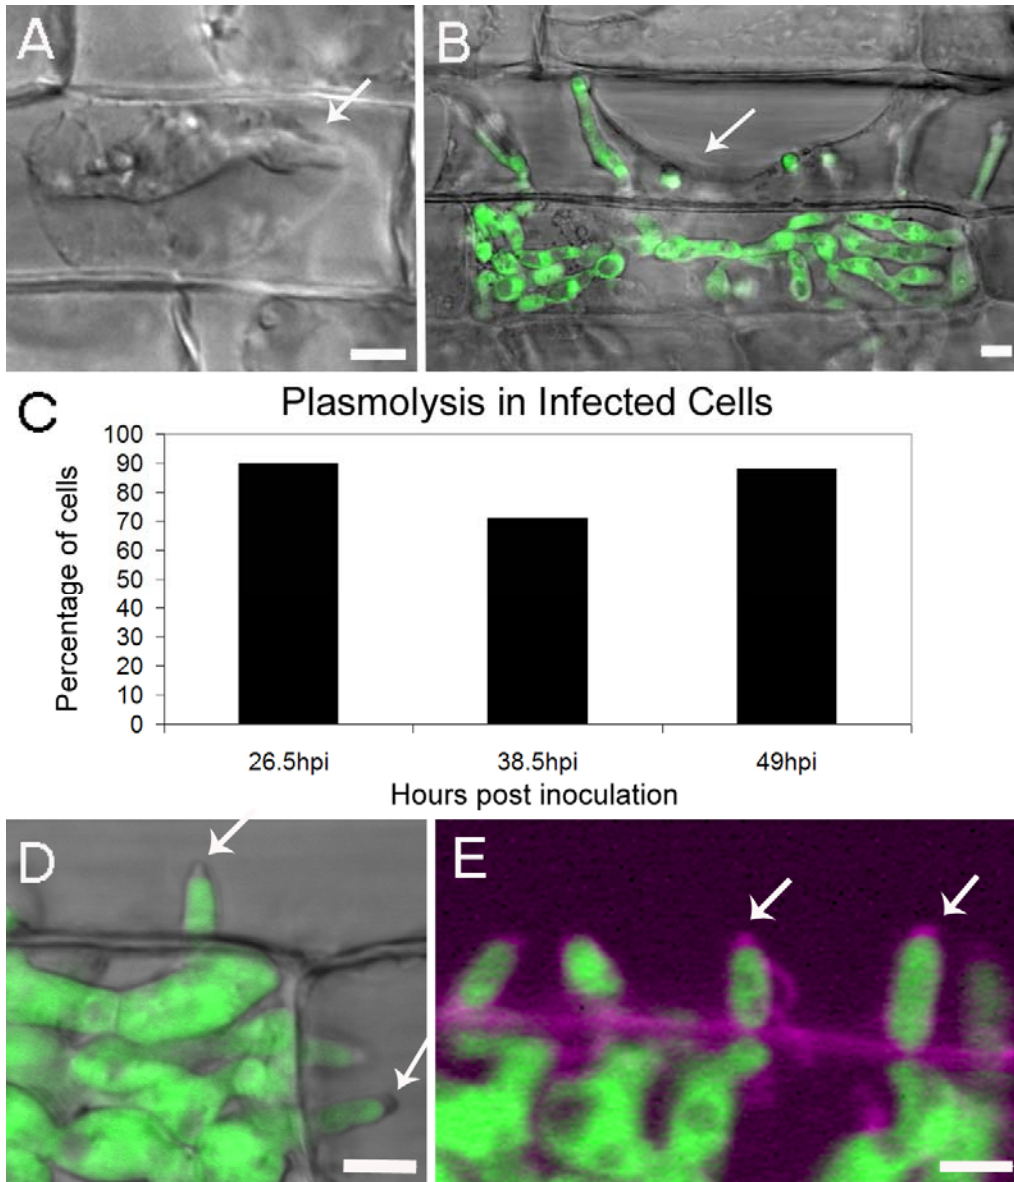 A
B
C
Plasmolysis in Infected Cells
Percentage of cells
100
90
80
70
60
50
40
30
20
10
0
26.5hpi
38.5hpi
49hpi
Hours post inoculation
D
E